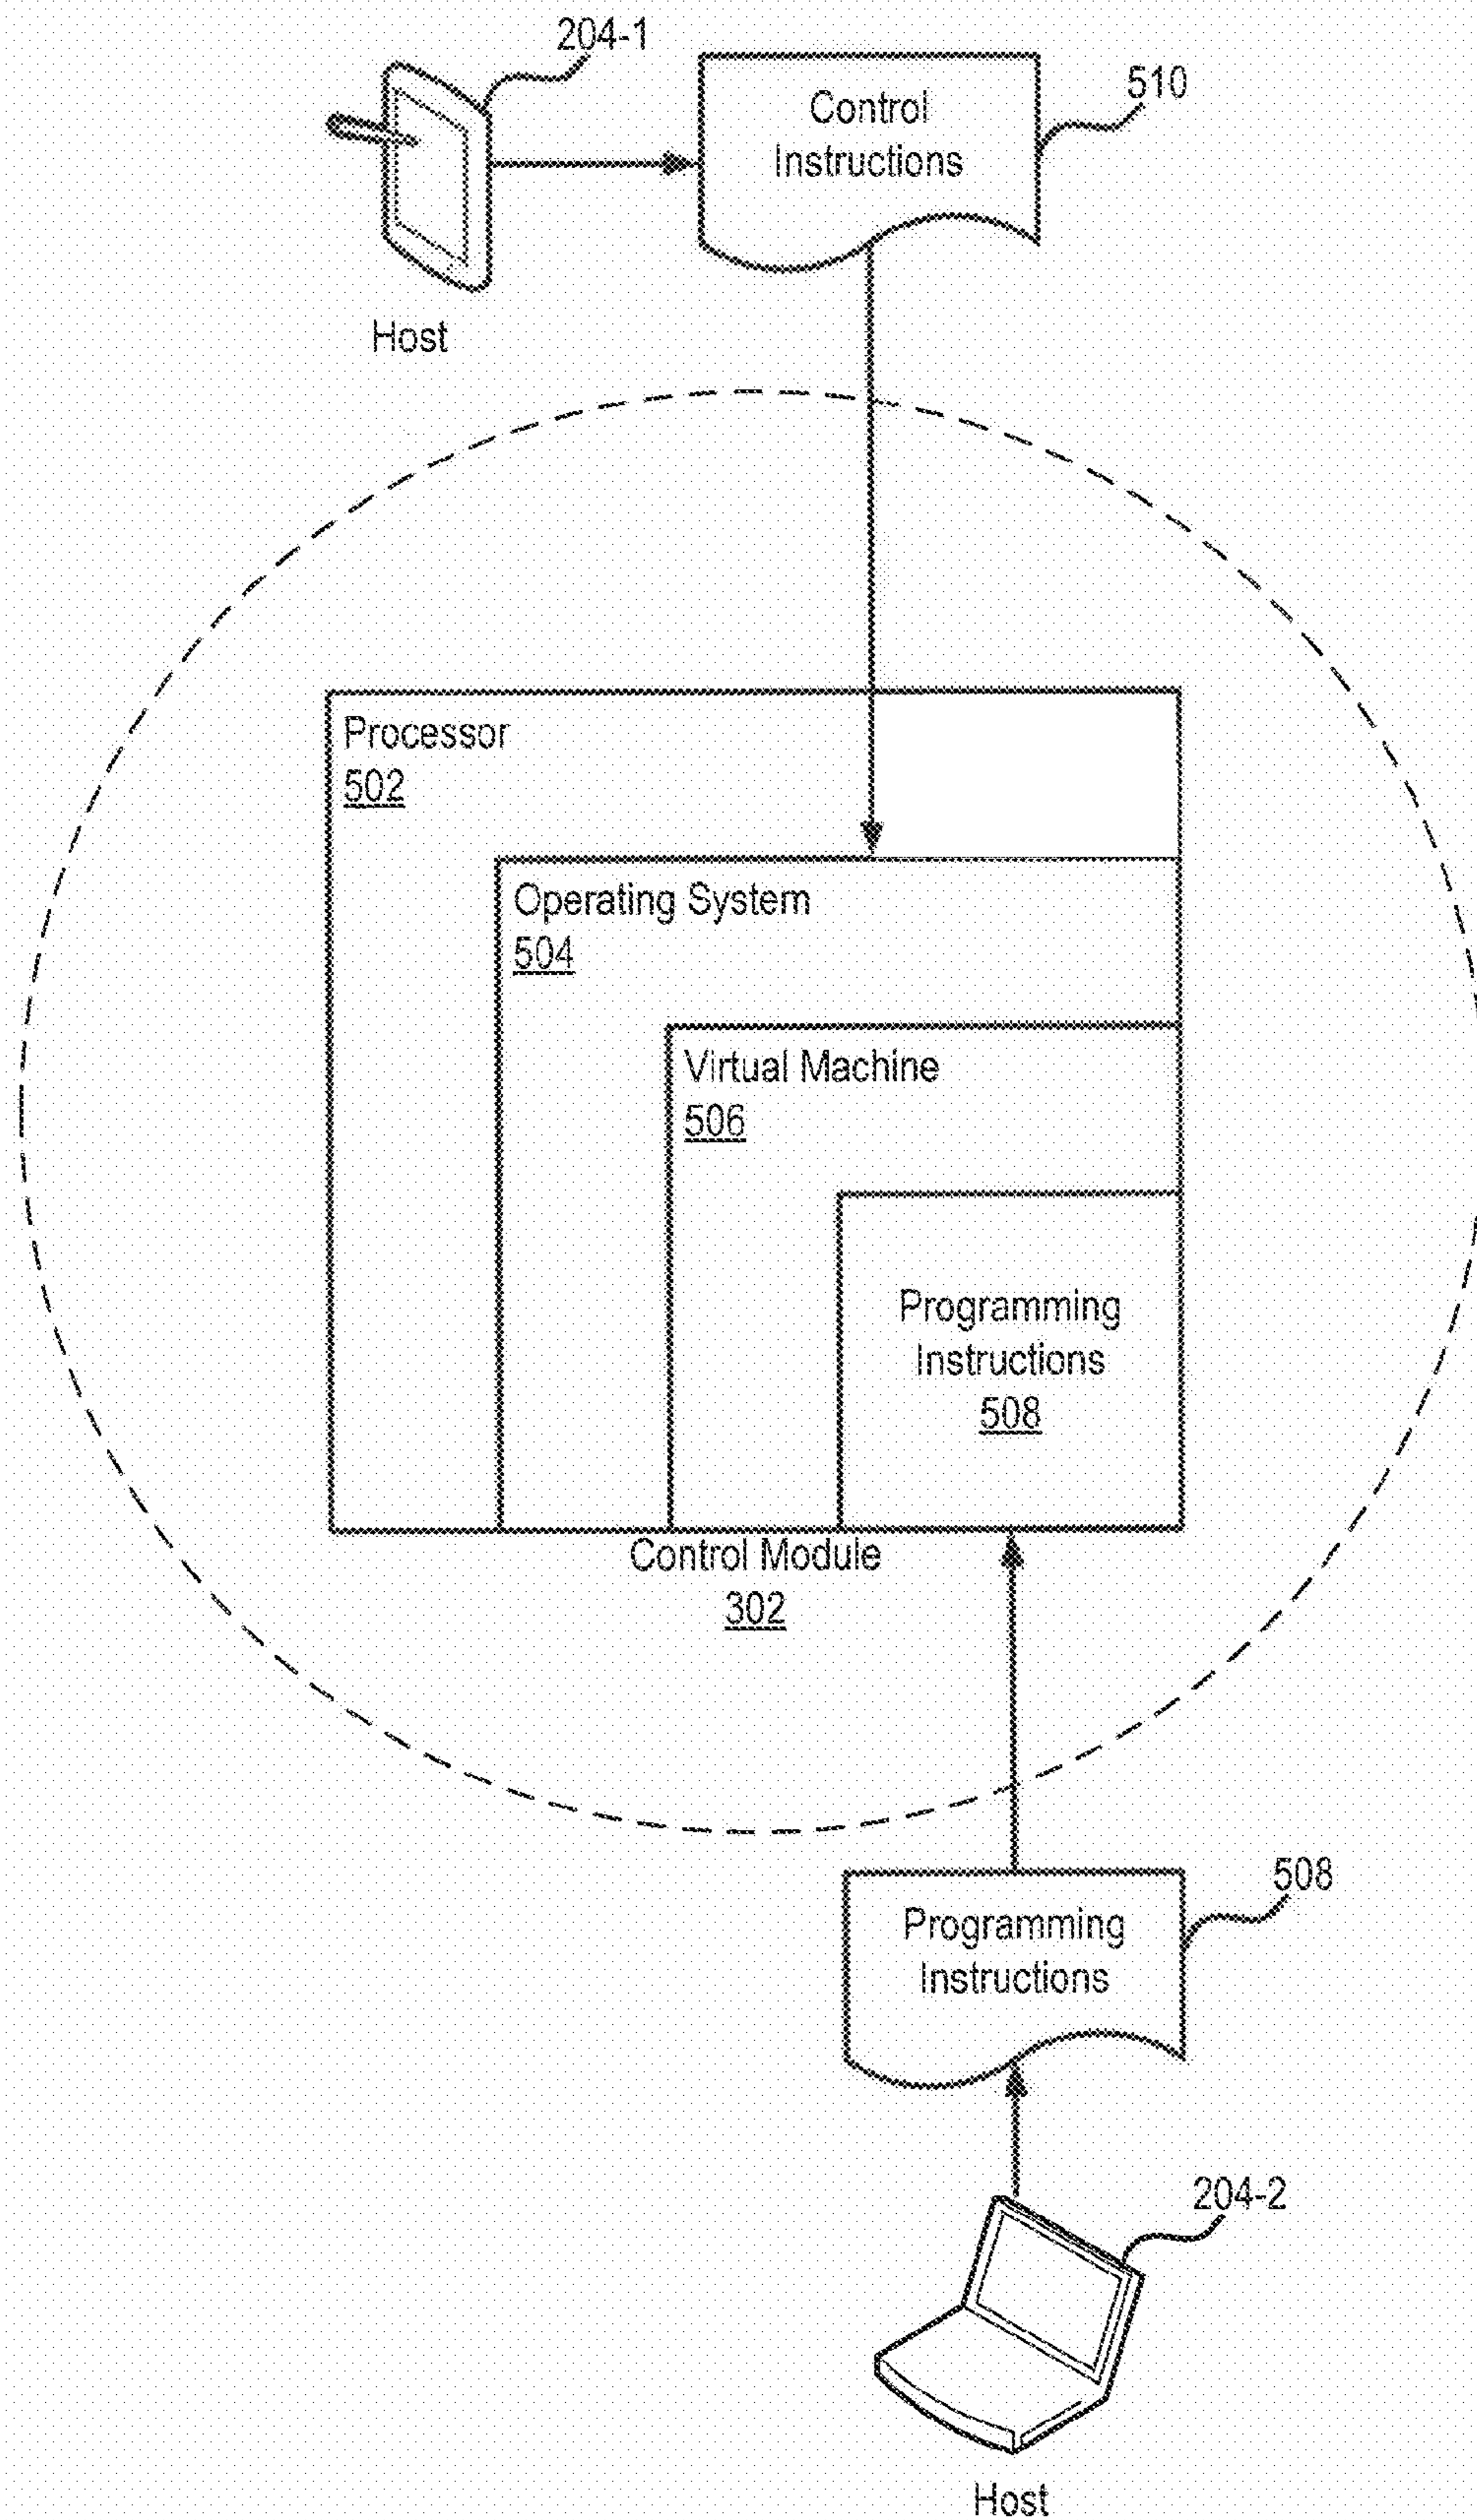 204-1
Control
Instructions
510
Host
Processor
502
Operating System
504
Virtual Machine
506
Programming
Instructions
508
Control Module
302
508
Programming
Instructions
204-2
Host